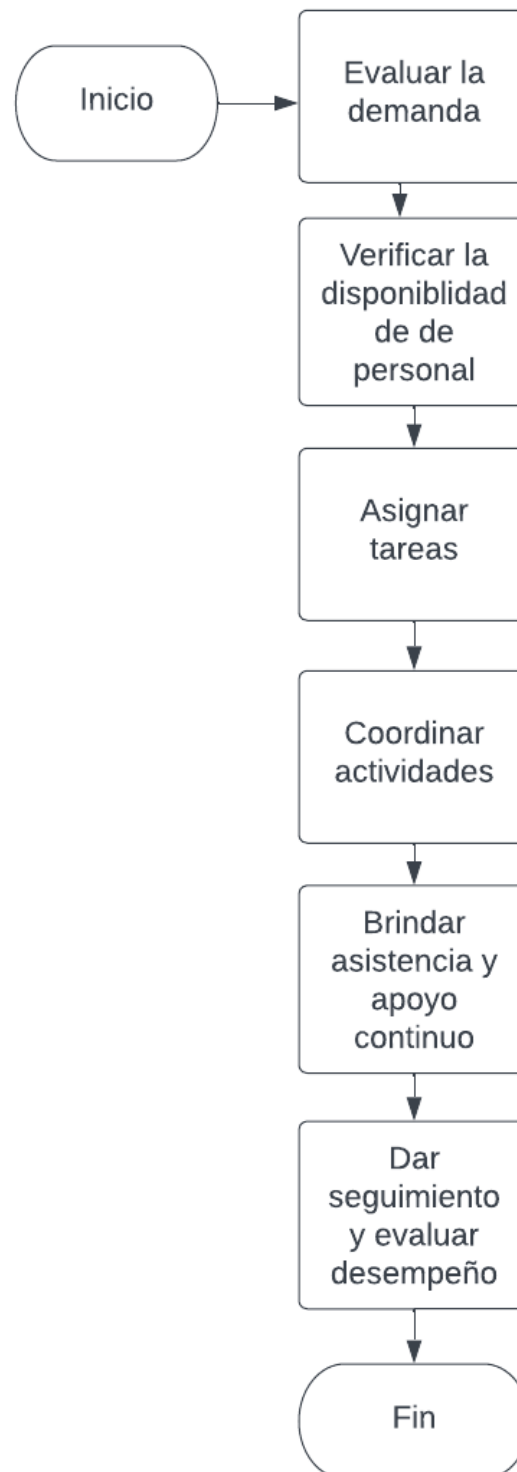 Inicio
Evaluar la
demanda
Verificar la
disponiblidad
de de
personal
Asignar
tareas
Coordinar
actividades
Brindar
asistencia y
apoyo
continuo
Dar
seguimiento
y evaluar
desempeño
Fin